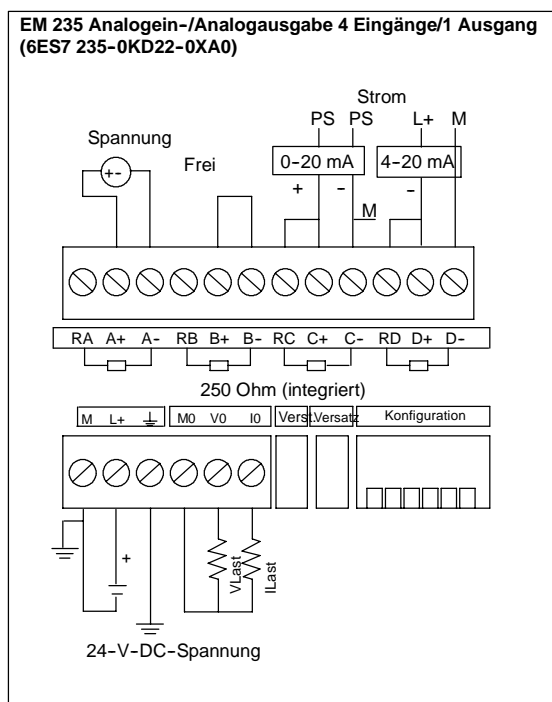 EM 235 Analogein-/Analogausgabe 4 Eingänge/1 Ausgang
(6ES7 235-0KD22-0XA0)
Strom
PS PS L+ M
Spannung
Frei
0-20 mA 4-20 mA
+-
+ - -
M
RA A+ A- RB B+ B- RC C+ C- RD D+ D-
250 Ohm (integriert)
M L+ M0 V0 I0 Verst. Versatz Konfiguration
+
VLast ILast
24-V-DC-Spannung